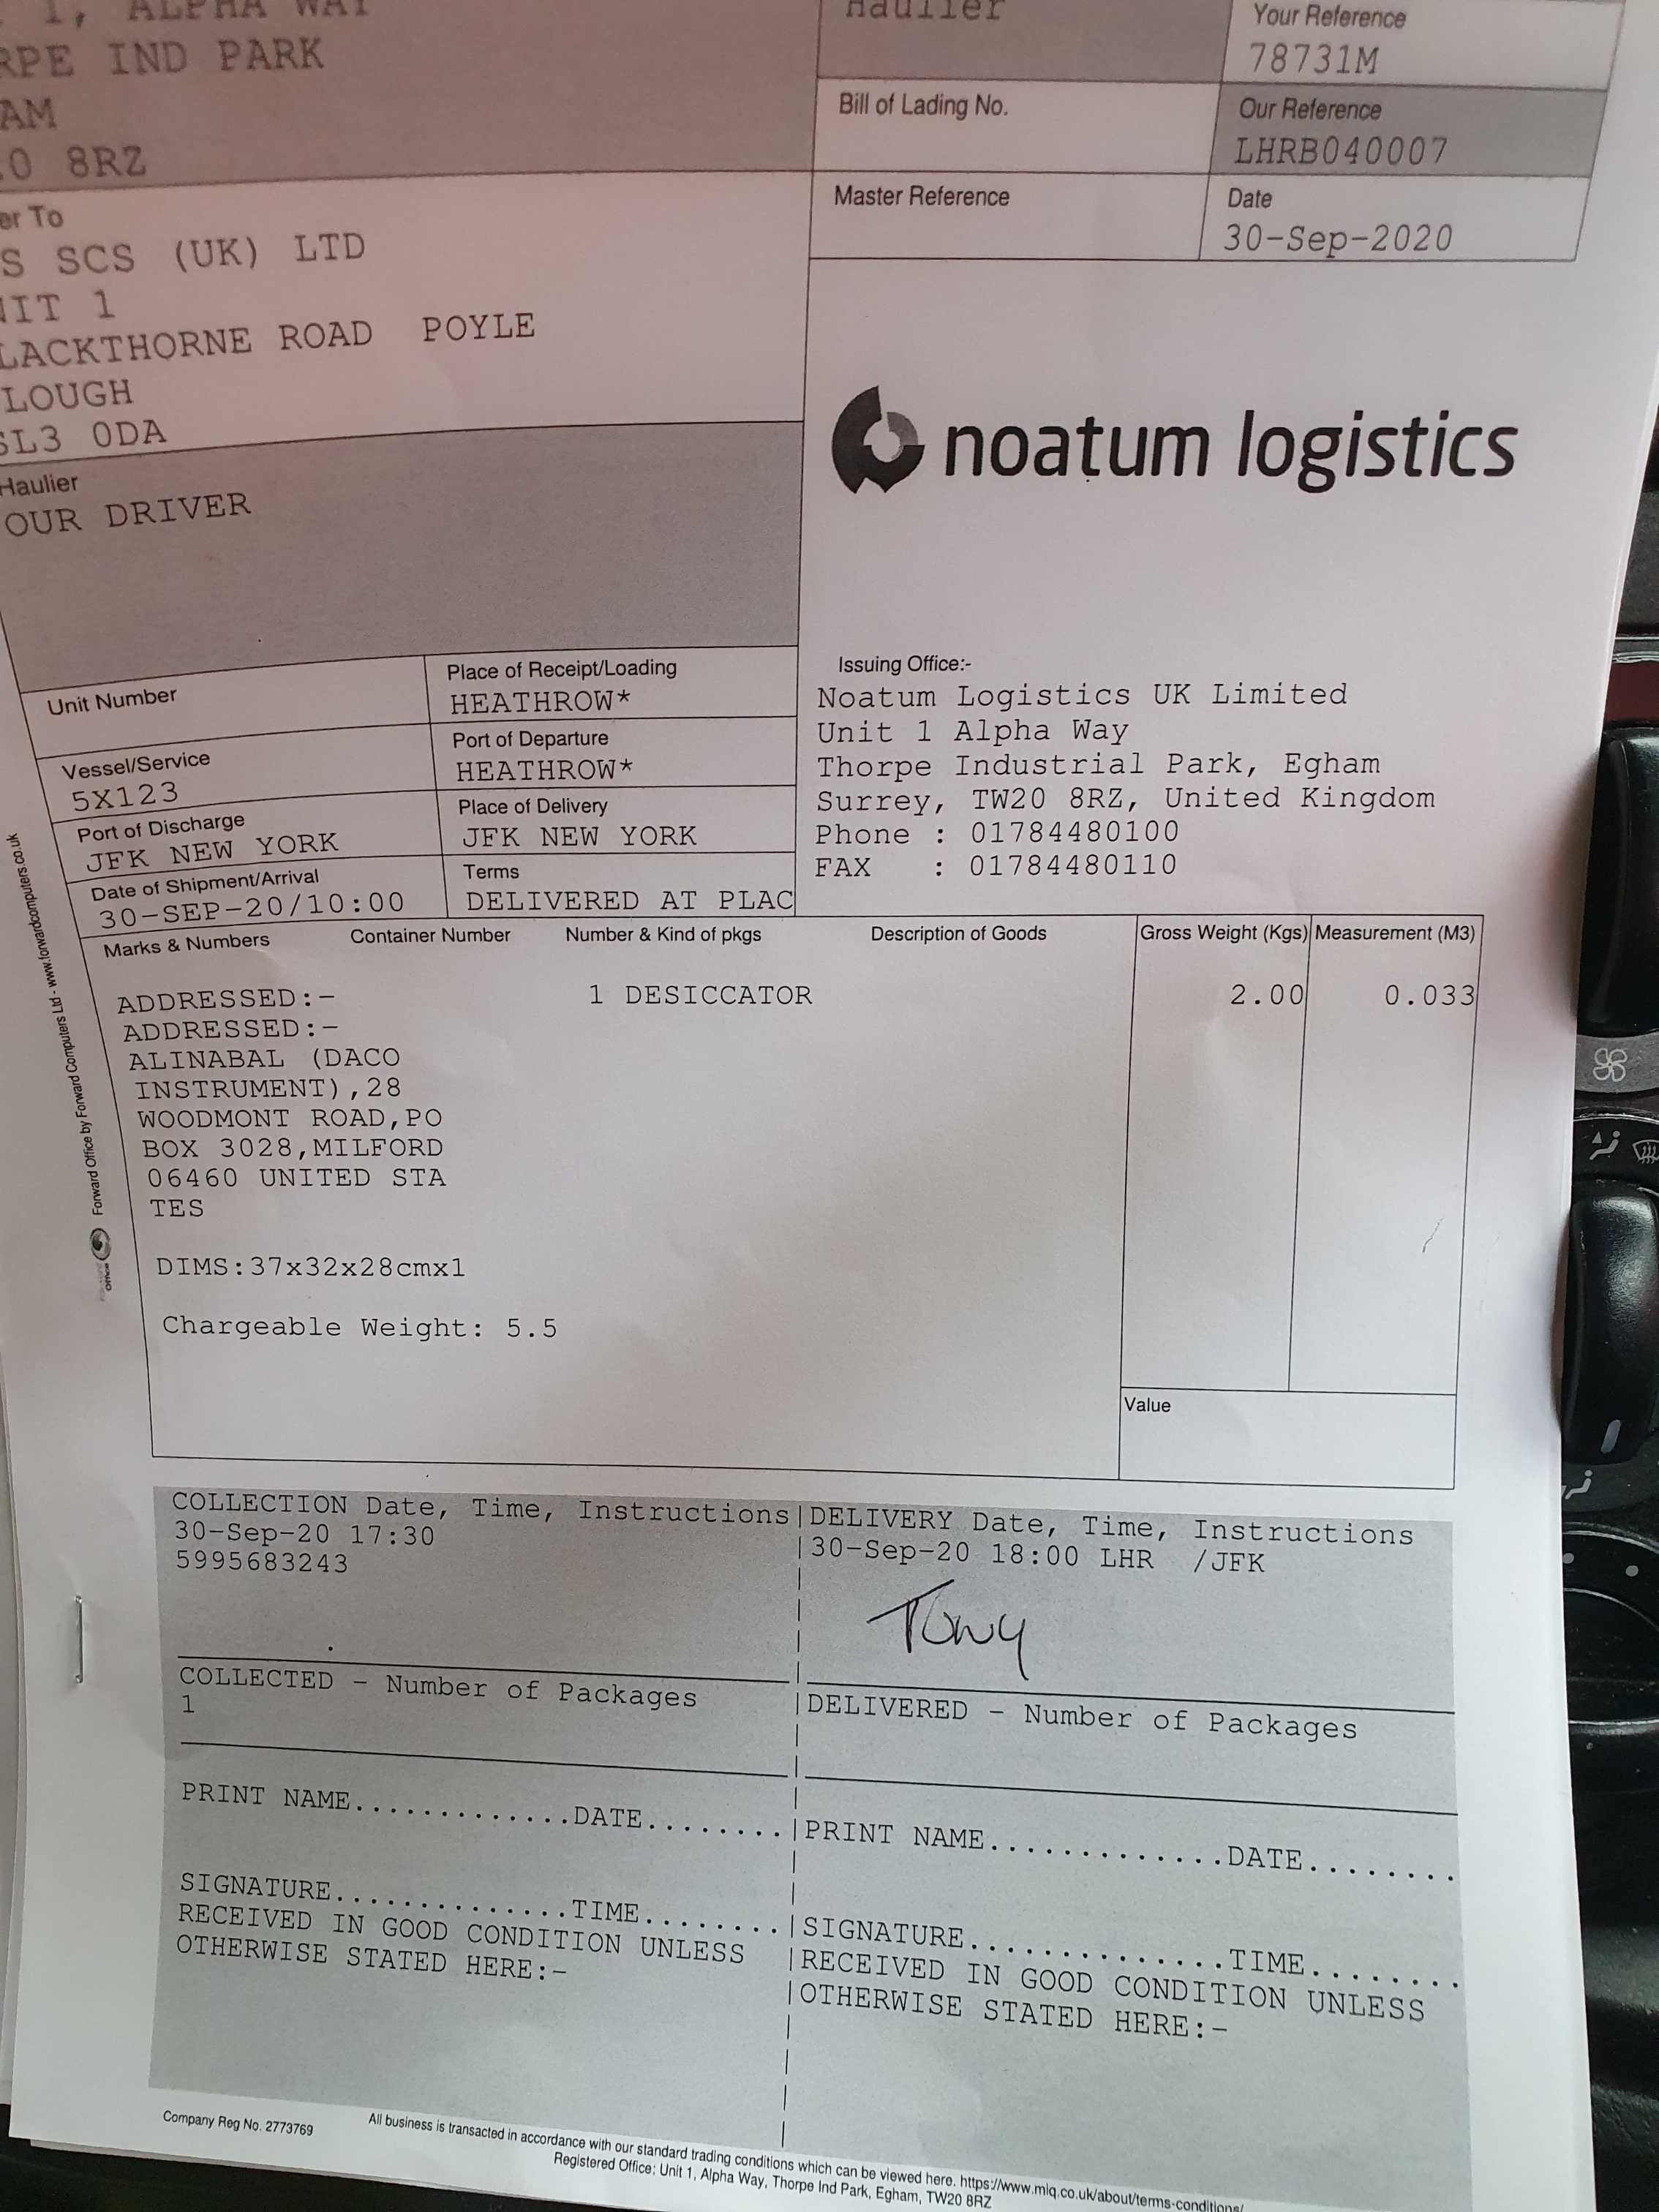 1, ALPHA WAY
RPE IND PARK
AM
0 8RZ
er To
S SCS (UK) LTD
NIT 1
LACKTHORNE ROAD POYLE
LOUGH
SL3 0DA
Haulier
OUR DRIVER
Haulier
Your Reference
78731M
Bill of Lading No.
Our Reference
LHRB040007
Master Reference
Date
30-Sep-2020
noatum logistics
Unit Number
Place of Receipt/Loading
HEATHROW*
Vessel/Service
5X123
Port of Departure
HEATHROW*
Port of Discharge
JFK NEW YORK
Place of Delivery
JFK NEW YORK
Date of Shipment/Arrival
30-SEP-20/10:00
Terms
DELIVERED AT PLAC
Issuing Office:-
Noatum Logistics UK Limited
Unit 1 Alpha Way
Thorpe Industrial Park, Egham
Surrey, TW20 8RZ, United Kingdom
Phone : 01784480100
FAX : 01784480110
Marks & Numbers Container Number Number & Kind of pkgs Description of Goods Gross Weight (Kgs) Measurement (M3)
ADDRESSED:- 1 DESICCATOR 2.00 0.033
ADDRESSED:-
ALINABAL (DACO
INSTRUMENT),28
WOODMONT ROAD,PO
BOX 3028,MILFORD
06460 UNITED STA
TES
DIMS:37x32x28cmx1
Chargeable Weight: 5.5
Value
Forward Office by Forward Computers Ltd - www.forwardcomputers.co.uk
Office
COLLECTION Date, Time, Instructions
30-Sep-20 17:30
5995683243
COLLECTED - Number of Packages
1
PRINT NAME.............DATE........
SIGNATURE..............TIME........
RECEIVED IN GOOD CONDITION UNLESS
OTHERWISE STATED HERE:-
DELIVERY Date, Time, Instructions
30-Sep-20 18:00 LHR /JFK
Tony
DELIVERED - Number of Packages
PRINT NAME..............DATE.........
SIGNATURE...............TIME.........
RECEIVED IN GOOD CONDITION UNLESS
OTHERWISE STATED HERE:-
Company Reg No. 2773769
All business is transacted in accordance with our standard trading conditions which can be viewed here. https://www.miq.co.uk/about/terms-conditions/
Registered Office: Unit 1, Alpha Way, Thorpe Ind Park, Egham, TW20 8RZ